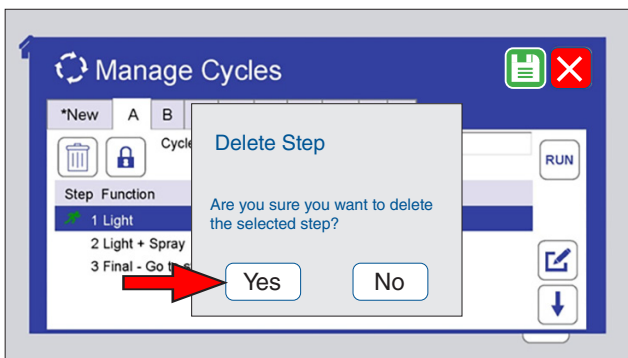 Manage Cycles
*New A B
Cycle
Delete Step
RUN
Step Function
Are you sure you want to delete
the selected step?
1 Light
2 Light + Spray
3 Final - Go to s
Yes No